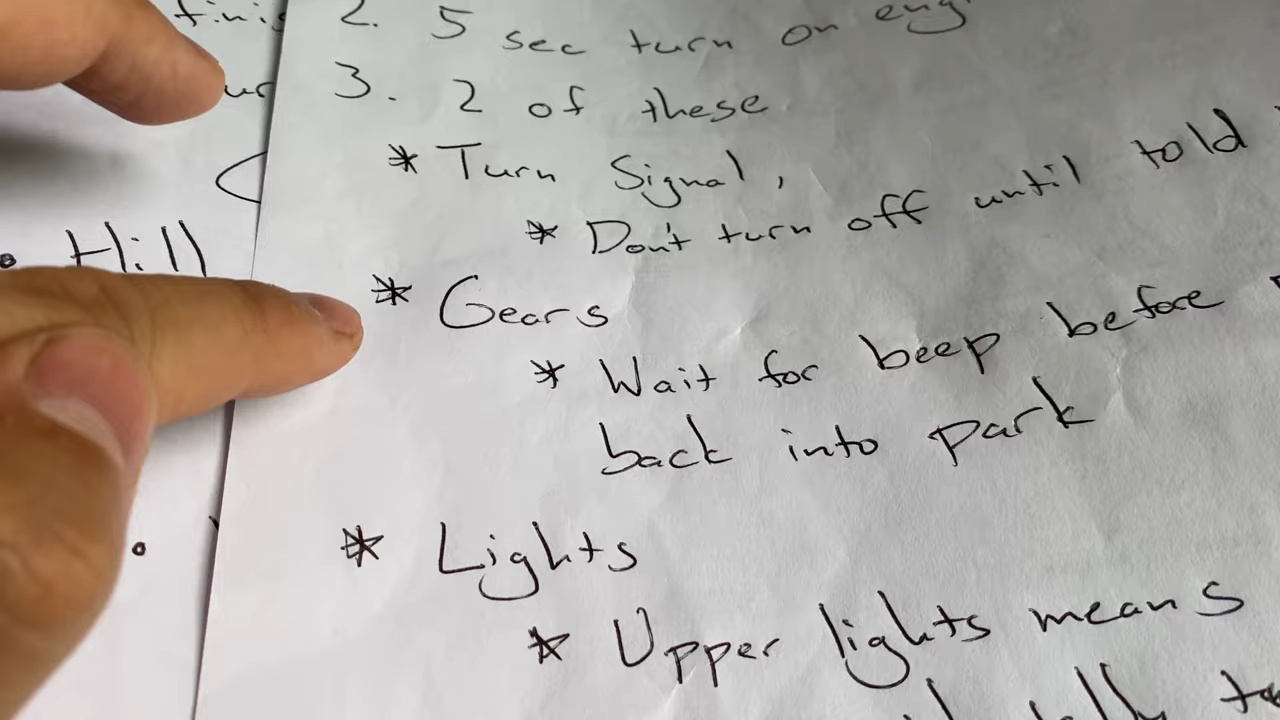 2. 5 sec turn on eng
3. 2 of these
* Turn Signal,
* Don't turn off until told
* Gears
* Wait for beep before
back into park
* Lights
* Upper lights means
• Hill